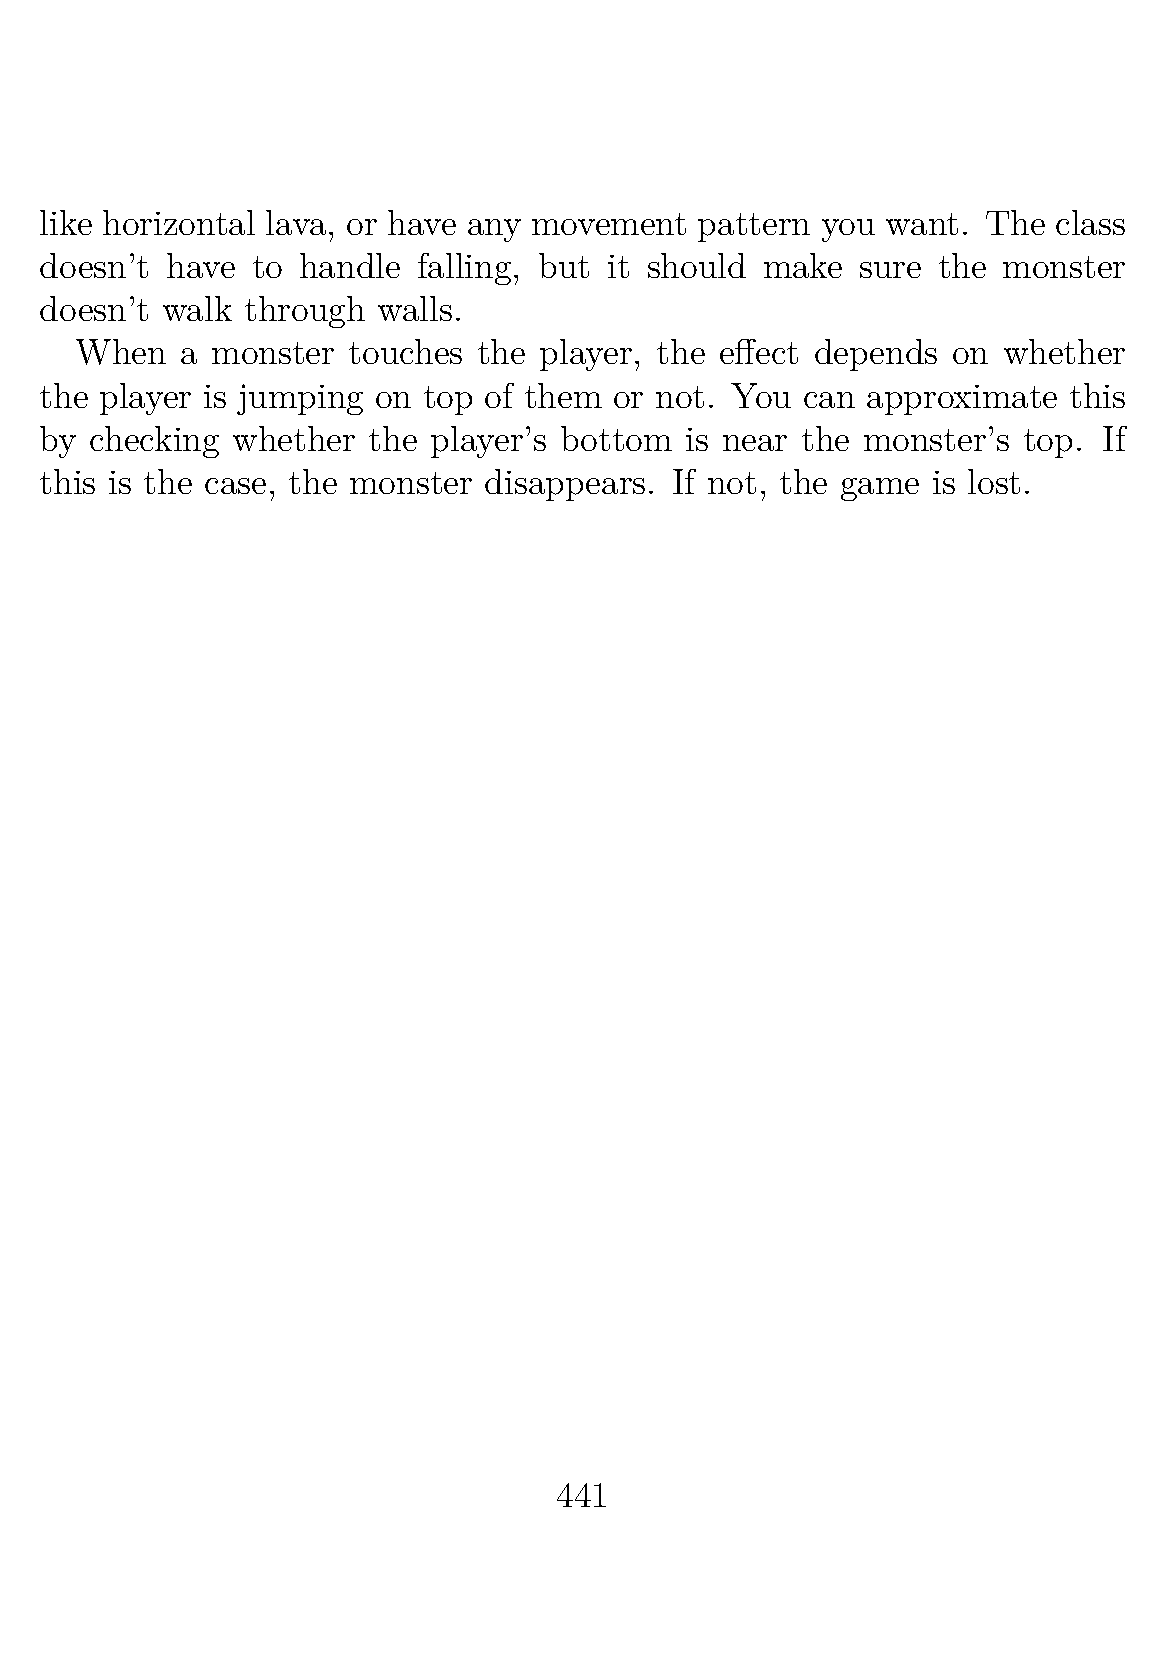 like horizontal lava, or have any movement pattern you want. The class
doesn’t have to handle falling, but it should make sure the monster
doesn’t walk through walls.
When a monster touches the player, the effect depends on whether
the player is jumping on top of them or not. You can approximate this
by checking whether the player’s bottom is near the monster’s top. If
this is the case, the monster disappears. If not, the game is lost.
441